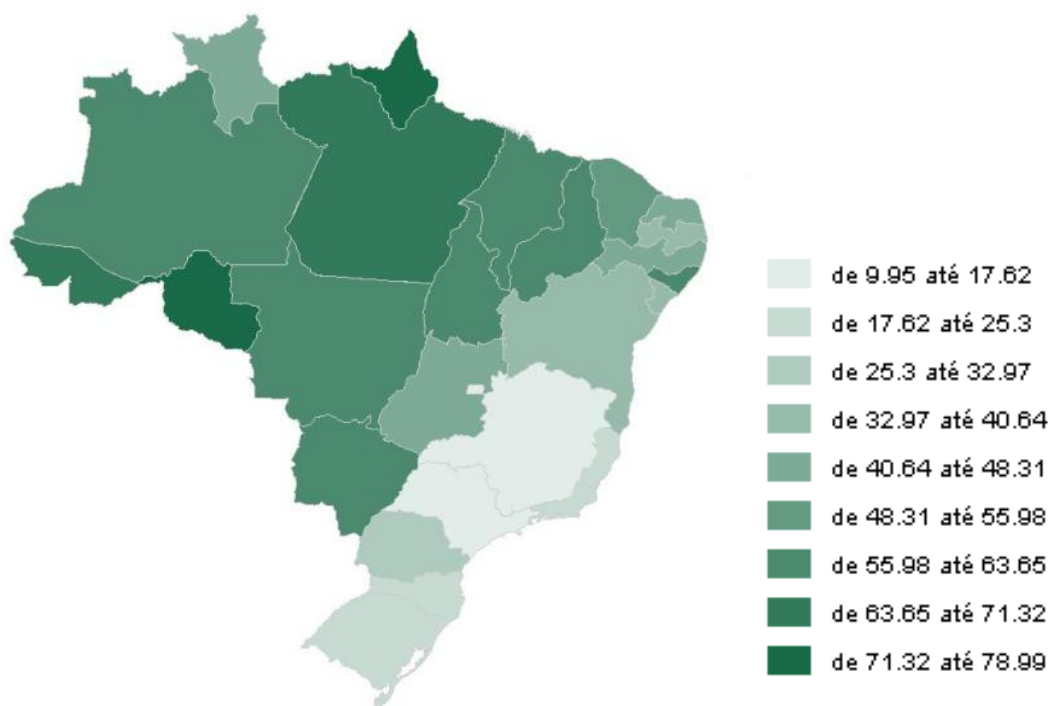 de 9.95 até 17.62
de 17.62 até 25.3
de 25.3 até 32.97
de 32.97 até 40.64
de 40.64 até 48.31
de 48.31 até 55.98
de 55.98 até 63.65
de 63.65 até 71.32
de 71.32 até 78.99